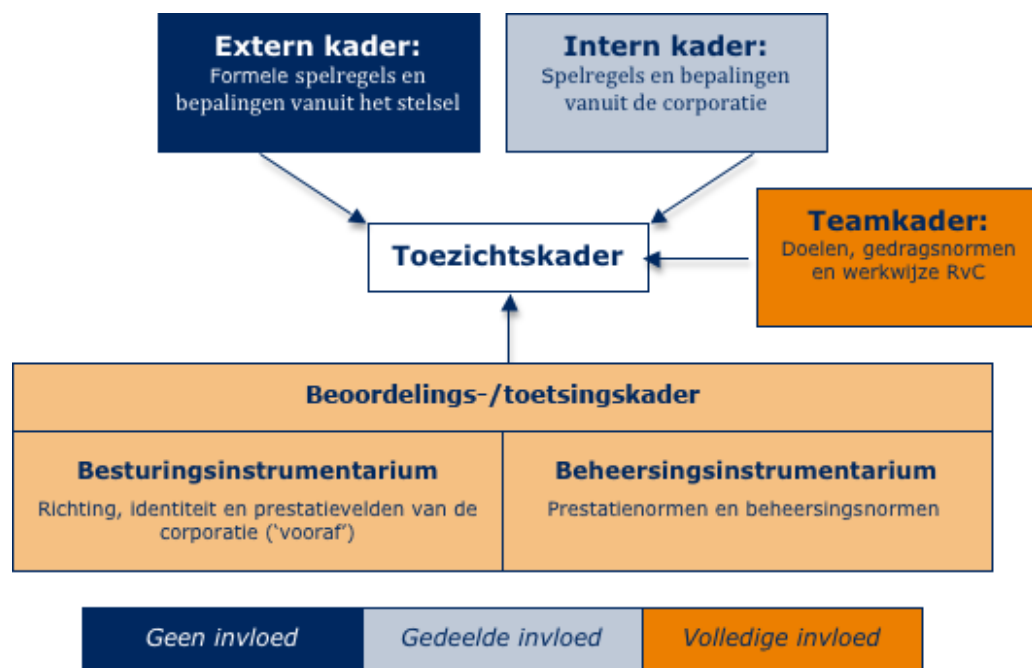 Extern kader:
Formele spelregels en
bepalingen vanuit het stelsel
Intern kader:
Spelregels en bepalingen
vanuit de corporatie
Teamkader:
Doelen, gedragsnormen
en werkwijze RvC
Toezichtskader
Beoordelings-/toetsingskader
Besturingsinstrumentarium
Richting, identiteit en prestatievelden van de
corporatie (‘vooraf’)
Beheersingsinstrumentarium
Prestatienormen en beheersingsnormen
Geen invloed
Gedeelde invloed
Volledige invloed